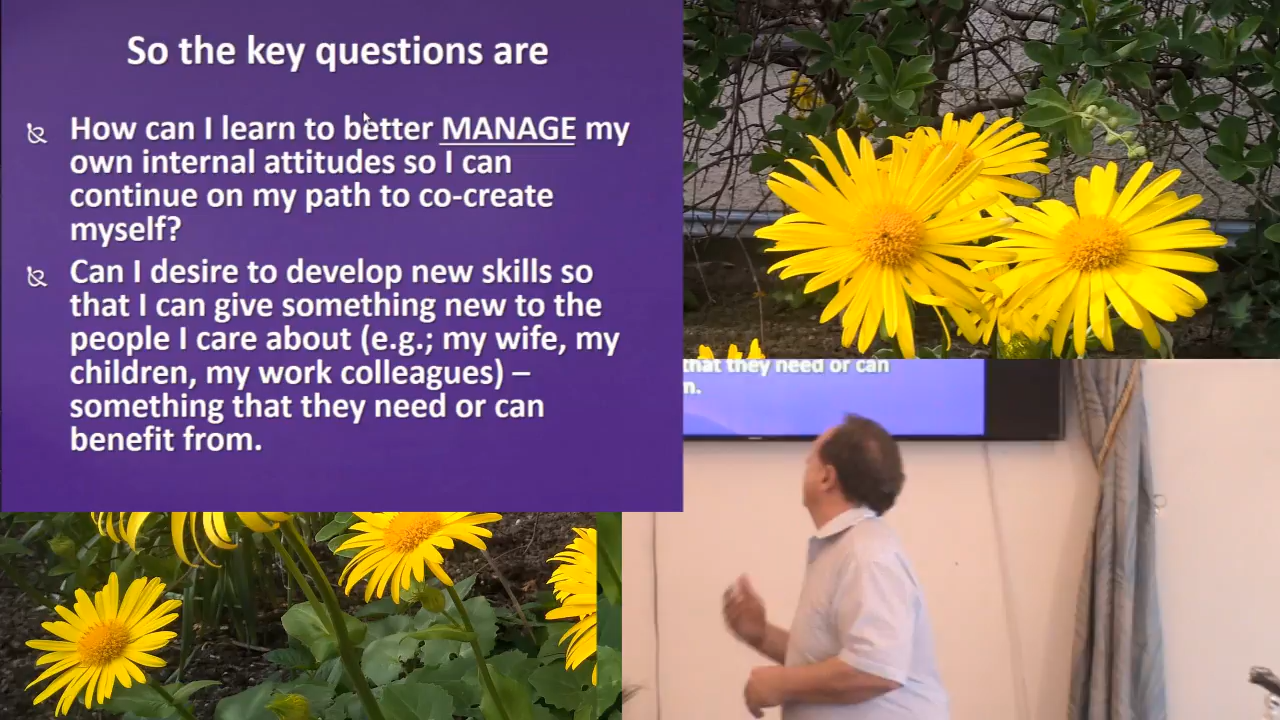 So the key questions are
How can I learn to better MANAGE my
own internal attitudes so I can
continue on my path to co-create
myself?
Can I desire to develop new skills so
that I can give something new to the
people I care about (e.g.; my wife, my
children, my work colleagues) –
something that they need or can
benefit from.
that they need or can